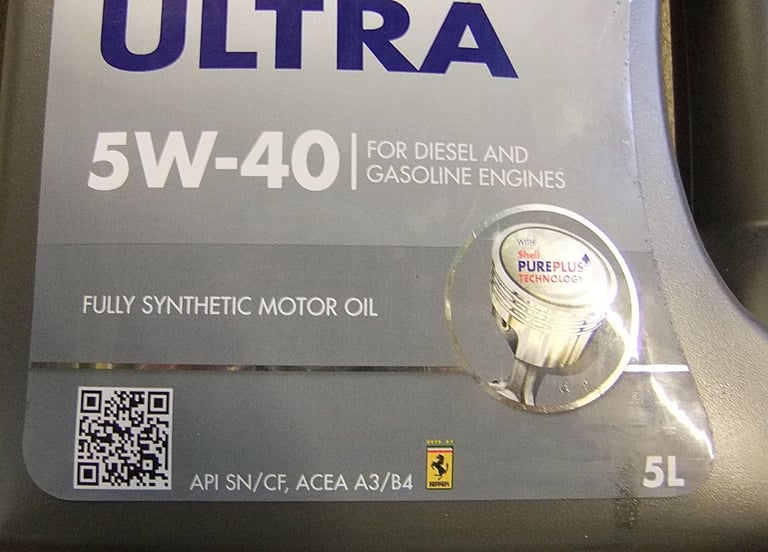 ULTRA
5W-40
FOR DIESEL AND
GASOLINE ENGINES
WITH
Shell
PUREPLUS
TECHNOLOGY
FULLY SYNTHETIC MOTOR OIL
API SN/CF, ACEA A3/B4
Ferrari
5L